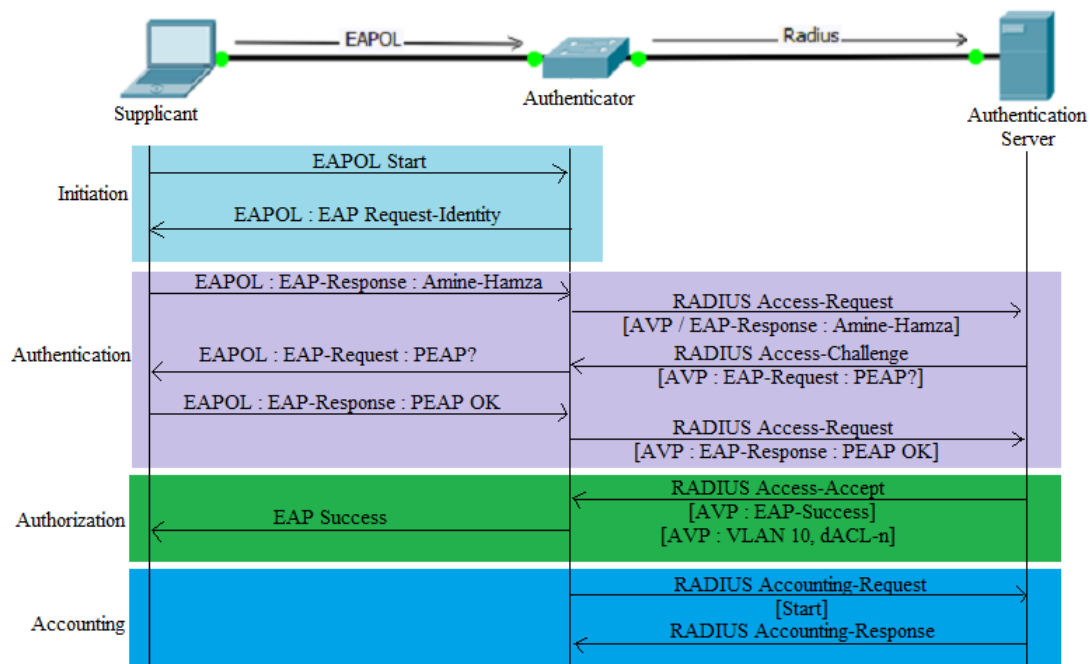 EAPOL
Radius
Supplicant
Authenticator
Authentication
Server
Initiation
EAPOL Start
EAPOL : EAP Request-Identity
Authentication
EAPOL : EAP-Response : Amine-Hamza
RADIUS Access-Request
[AVP / EAP-Response : Amine-Hamza]
EAPOL : EAP-Request : PEAP?
RADIUS Access-Challenge
[AVP : EAP-Request : PEAP?]
EAPOL : EAP-Response : PEAP OK
RADIUS Access-Request
[AVP : EAP-Response : PEAP OK]
Authorization
RADIUS Access-Accept
[AVP : EAP-Success]
EAP Success
[AVP : VLAN 10, dACL-n]
Accounting
RADIUS Accounting-Request
[Start]
RADIUS Accounting-Response